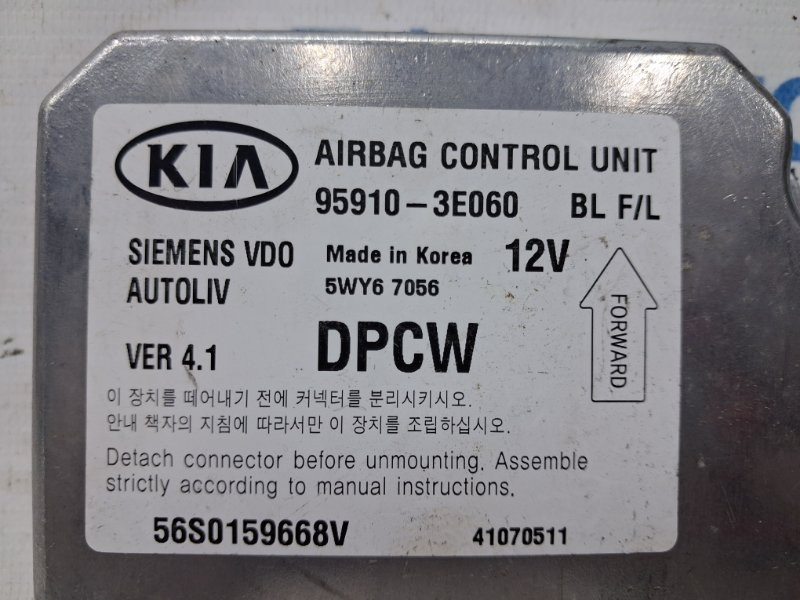 KIA
AIRBAG CONTROL UNIT
95910-3E060 BL F/L
SIEMENS VDO Made in Korea 12V
AUTOLIV 5WY6 7056
FORWARD
VER 4.1 DPCW
이 장치를 떼어내기 전에 커넥터를 분리시키시오.
안내 책자의 지침에 따라서만 이 장치를 조립하십시오.
Detach connector before unmounting. Assemble
strictly according to manual instructions.
56S0159668V 41070511